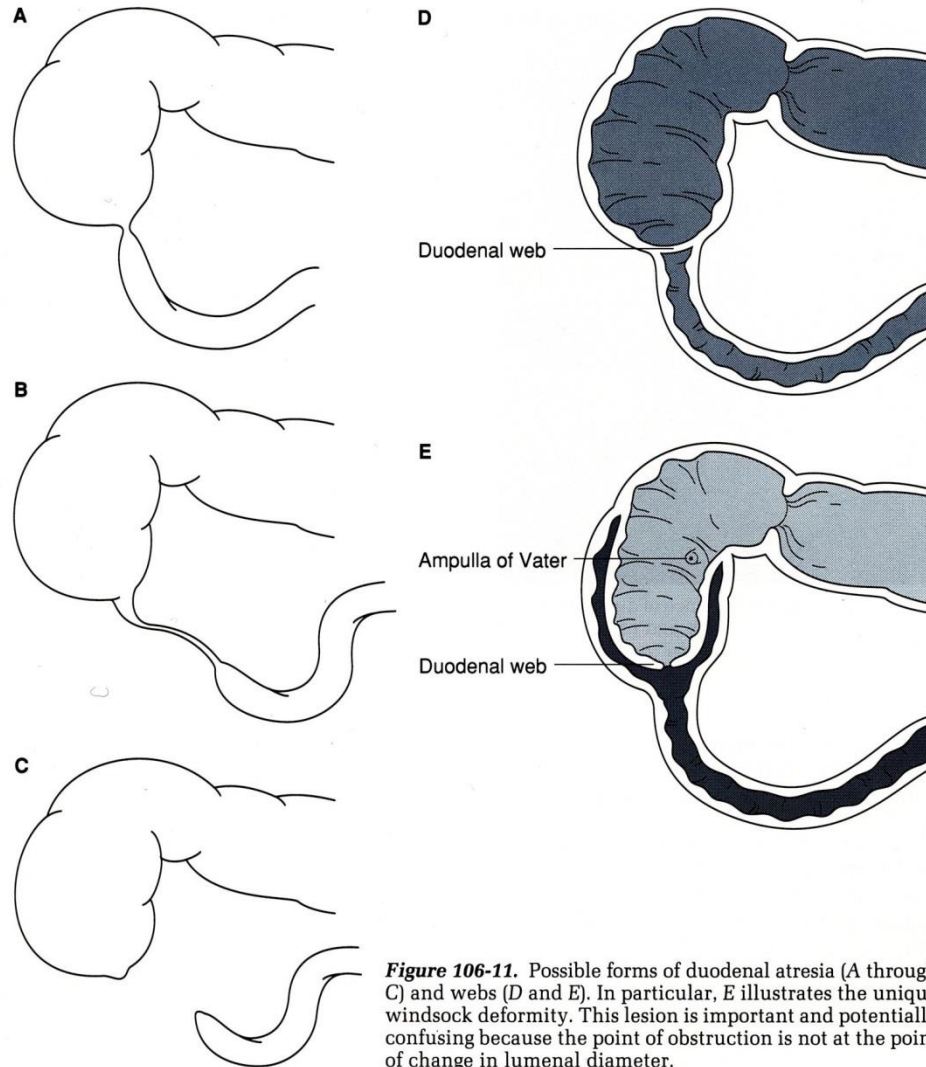 A
D
Duodenal web
B
E
Ampulla of Vater
Duodenal web
C
Figure 106-11. Possible forms of duodenal atresia (A throug
C) and webs (D and E). In particular, E illustrates the uniqu
windsock deformity. This lesion is important and potentiall
confusing because the point of obstruction is not at the poin
of change in lumenal diameter.